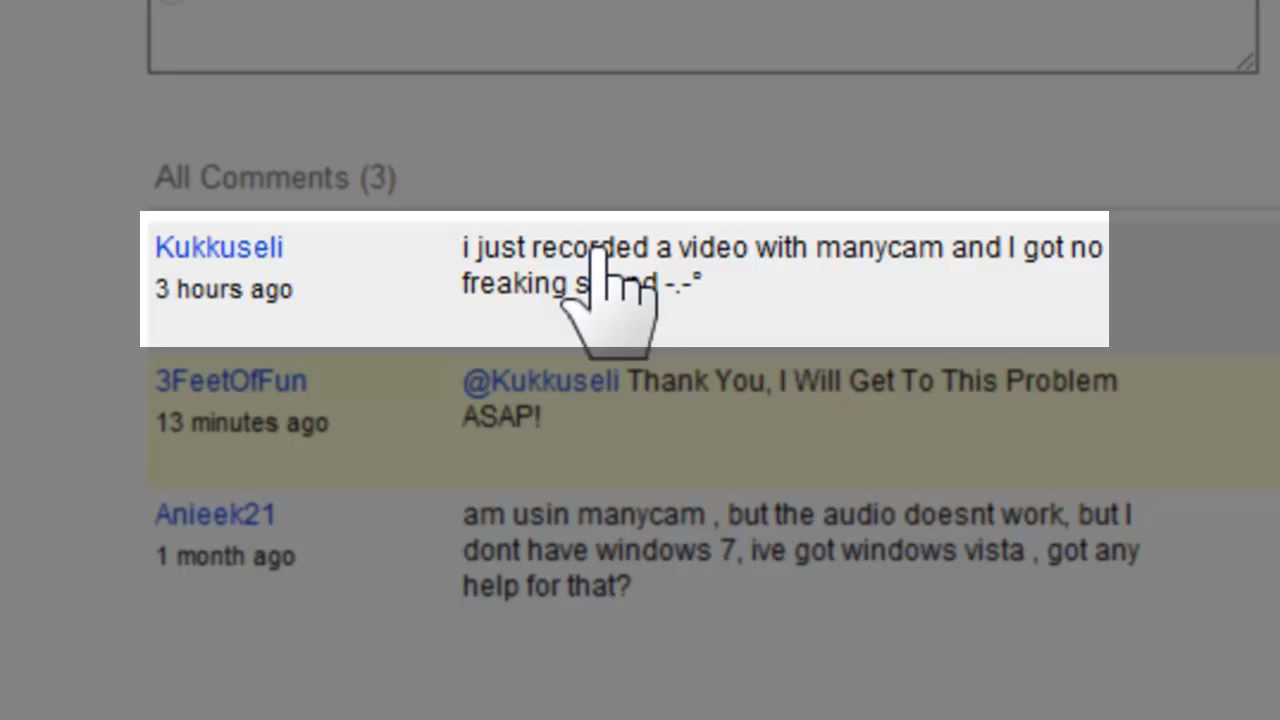 All Comments (3)
Kukkuseli
i just recorded a video with manycam and I got no
3 hours ago
freaking -.-°
3FeetOfFun
@Kukkuseli Thank You, I Will Get To This Problem
13 minutes ago
ASAP!
Anieek21
am usin manycam , but the audio doesnt work, but I
1 month ago
dont have windows 7, ive got windows vista , got any
help for that?